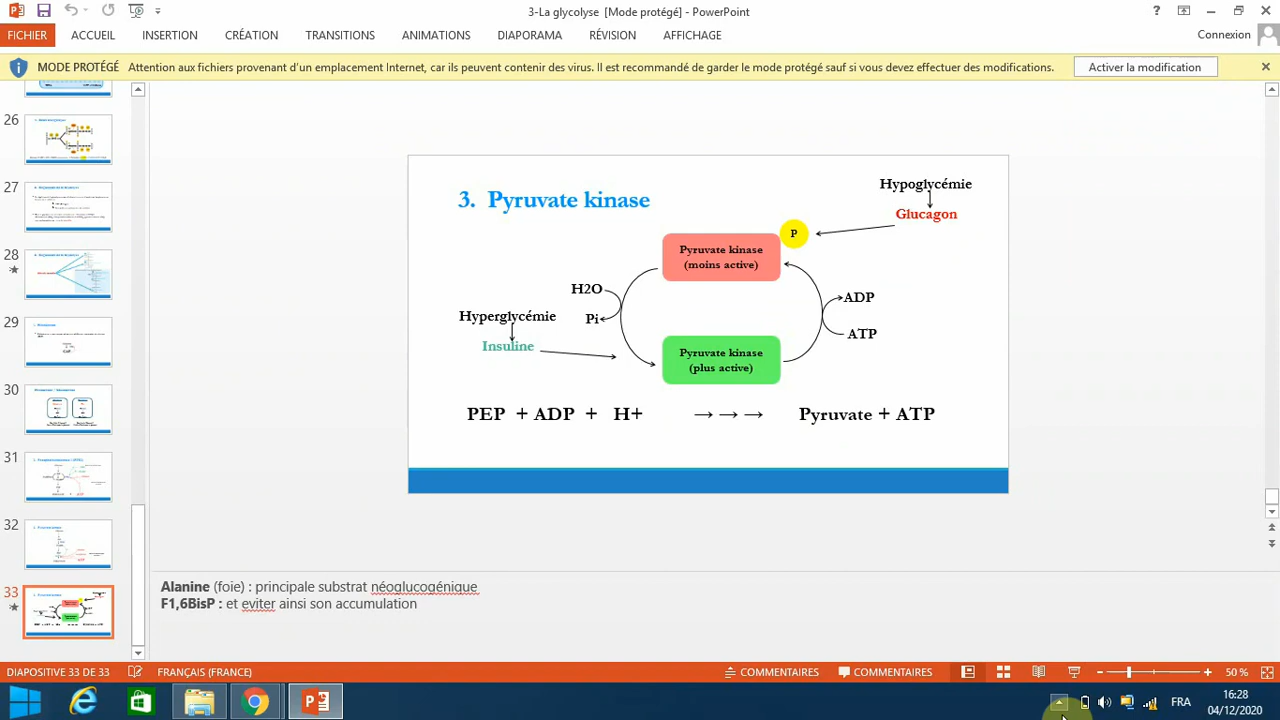 3-La glycolyse [Mode protégé] - PowerPoint
FICHIER ACCUEIL INSERTION CRÉATION TRANSITIONS ANIMATIONS DIAPORAMA RÉVISION AFFICHAGE Connexion
MODE PROTÉGÉ Attention aux fichiers provenant d'un emplacement Internet, car ils peuvent contenir des virus. Il est recommandé de garder le mode protégé sauf si vous devez effectuer des modifications. Activer la modification
26
27
28
29
30
31
32
33
3. Pyruvate kinase
Hypoglycémie
Glucagon
P
Pyruvate kinase
(moins active)
H2O
Pi
ADP
ATP
Hyperglycémie
Insuline
Pyruvate kinase
(plus active)
PEP + ADP + H+ → → → Pyruvate + ATP
Alanine (foie) : principale substrat néoglucogénique
F1,6BisP : et eviter ainsi son accumulation
DIAPOSITIVE 33 DE 33 FRANÇAIS (FRANCE) COMMENTAIRES COMMENTAIRES 50 %
FRA
16:28
04/12/2020